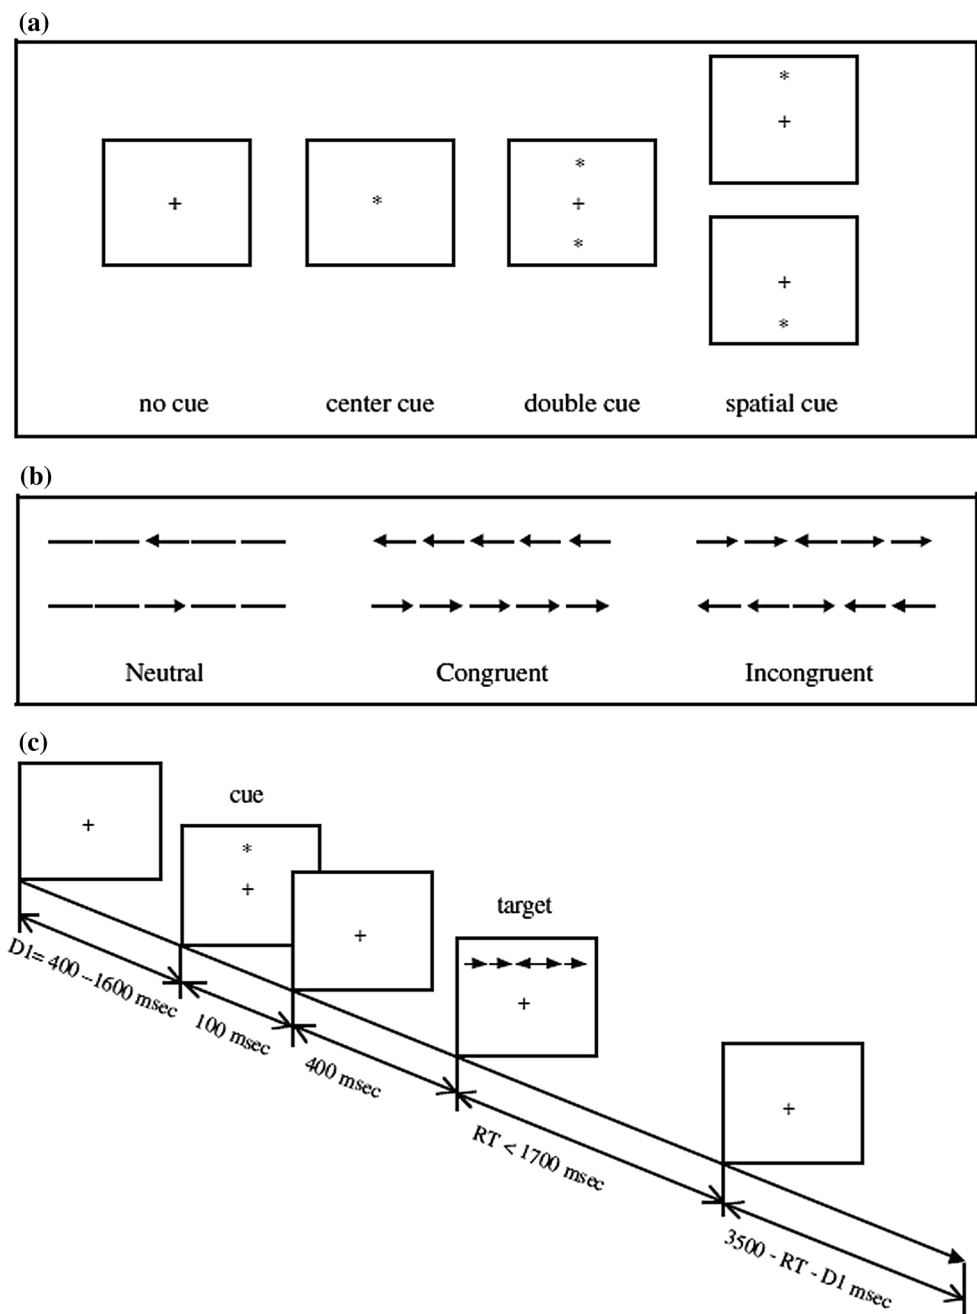 (a)
*
+
*
+ * + +
* *
no cue center cue double cue spatial cue
(b)
Neutral Congruent Incongruent
(c)
cue
+
*
+
target
+
+
+
D1= 400 –1600 msec
100 msec
400 msec
RT < 1700 msec
3500 - RT - D1 msec